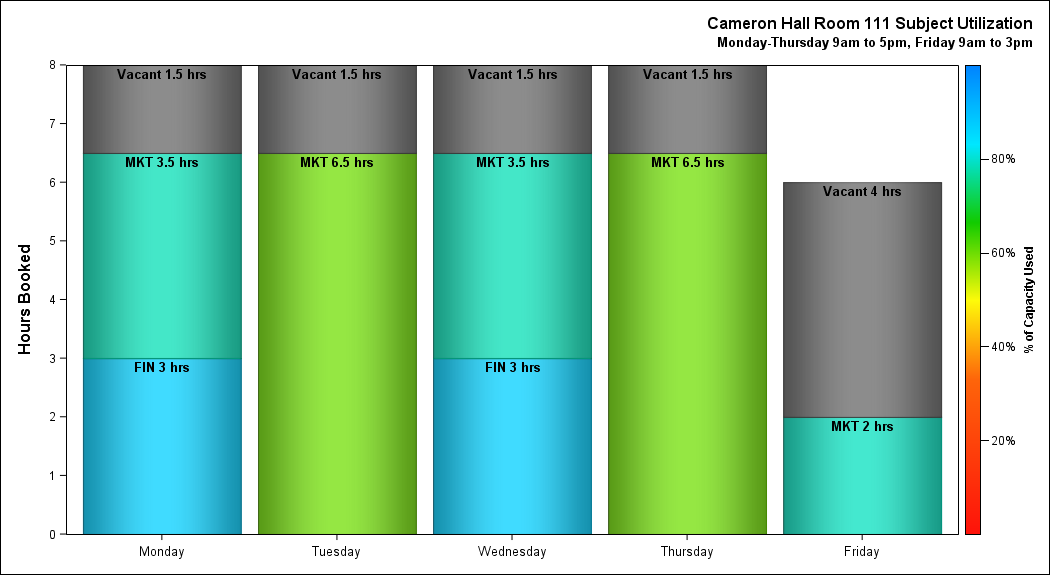 Cameron Hall Room 111 Subject Utilization
Monday-Thursday 9am to 5pm, Friday 9am to 3pm
Hours Booked
8
7
6
5
4
3
2
1
0
Vacant 1.5 hrs
MKT 3.5 hrs
FIN 3 hrs
Vacant 1.5 hrs
MKT 6.5 hrs
Vacant 1.5 hrs
MKT 3.5 hrs
FIN 3 hrs
Vacant 1.5 hrs
MKT 6.5 hrs
Vacant 4 hrs
MKT 2 hrs
Monday
Tuesday
Wednesday
Thursday
Friday
80%
60%
40%
20%
% of Capacity Used